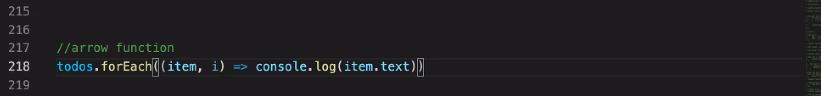 215
216
217 //arrow function
218 todos.forEach((item, i) => console.log(item.text))
219